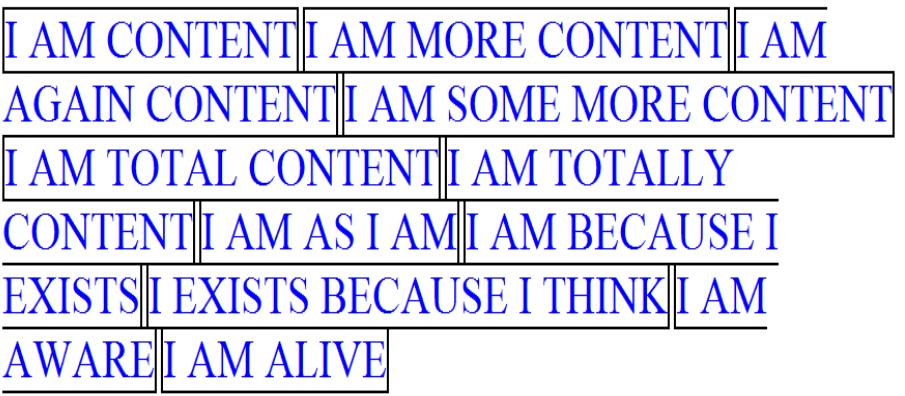 I AM CONTENT I AM MORE CONTENT I AM
AGAIN CONTENT I AM SOME MORE CONTENT
I AM TOTAL CONTENT I AM TOTALLY
CONTENT I AM AS I AM I AM BECAUSE I
EXISTS I EXISTS BECAUSE I THINK I AM
AWARE I AM ALIVE